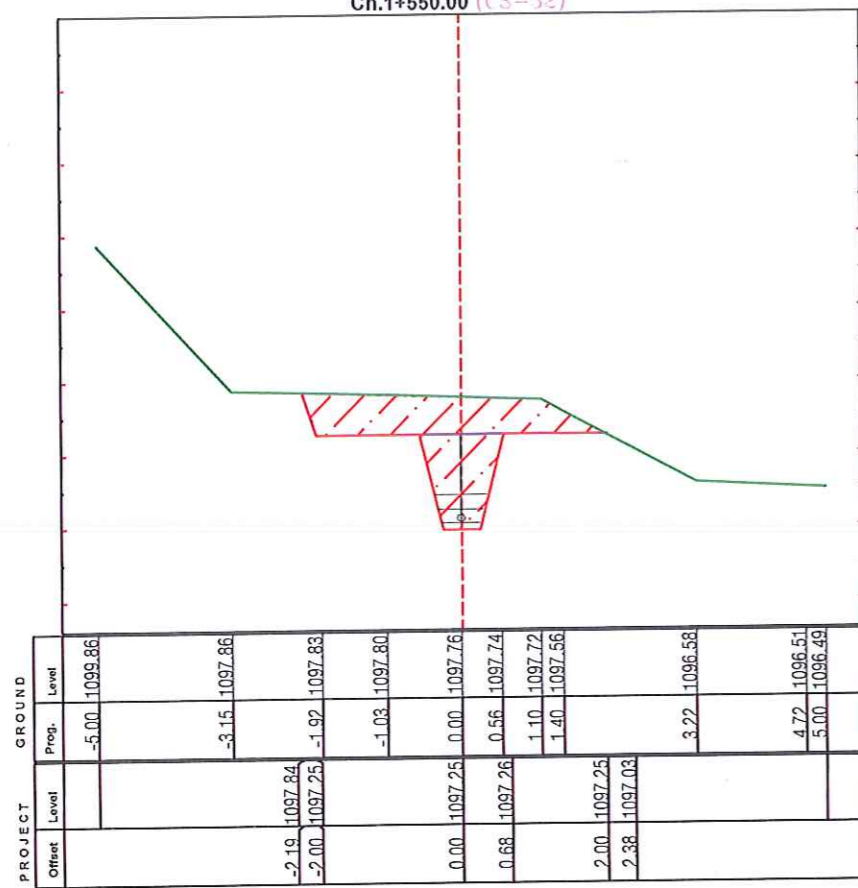 Ch.1+550.00
GROUND
Level 1099.86 1097.86 1097.83 1097.80 1097.76 1097.74 1097.72 1097.56 1096.58 1096.51 1096.49
Prog. -5.00 -3.15 -1.92 -1.03 0.00 0.56 1.10 1.40 3.22 4.72 5.00
PROJECT
Level 1097.84 1097.25 1097.25 1097.26 1097.25 1097.03
Offset -2.19 -2.00 0.00 0.68 2.00 2.38